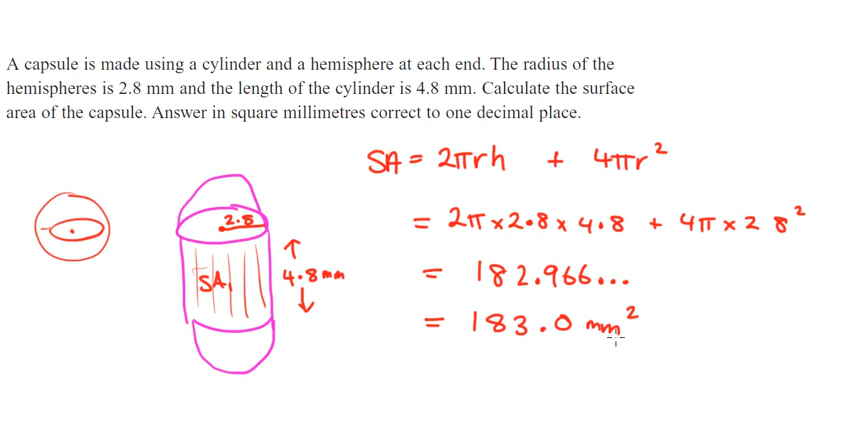 A capsule is made using a cylinder and a hemisphere at each end. The radius of the
hemispheres is 2.8 mm and the length of the cylinder is 4.8 mm. Calculate the surface
area of the capsule. Answer in square millimetres correct to one decimal place.
SA = 2πrh + 4πr²
= 2π × 2.8 × 4.8 + 4π × 2 8²
= 182.966...
= 183.0 mm²
2.8
SA,
4.8mm